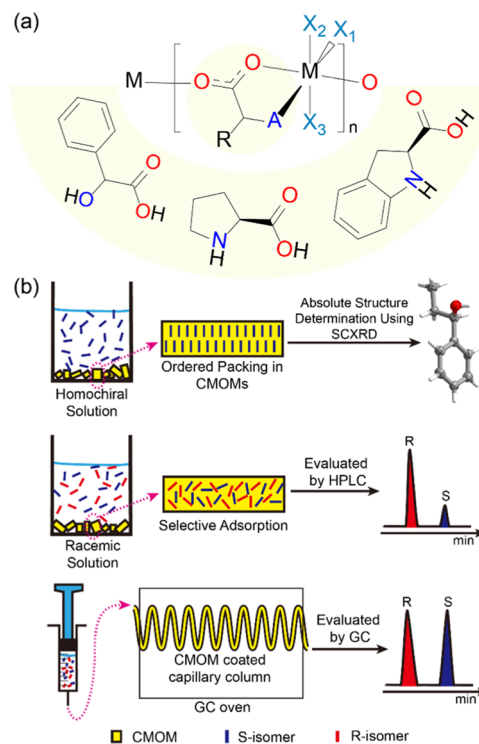 (a)
X2 X1
M O O M O
R A X3 n
HO O OH
N H O OH
O OH N H
(b)
Homochiral
Solution
Ordered Packing in
CMOMs
Absolute Structure
Determination Using
SCXRD
Racemic
Solution
Selective Adsorption
Evaluated
by HPLC
R
S
min
CMOM coated
capillary column
GC oven
Evaluated
by GC
R S
min
CMOM S-isomer R-isomer